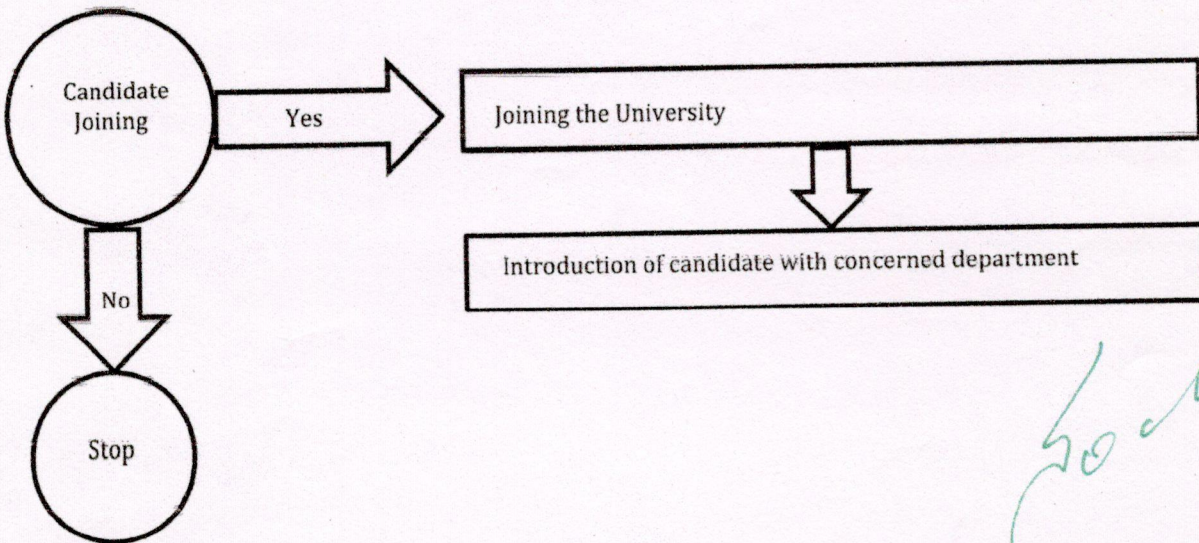 Candidate
Joining
Yes
Joining the University
Introduction of candidate with concerned department
No
Stop